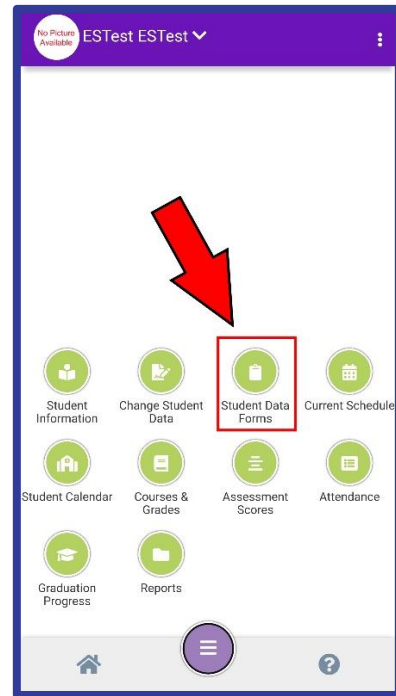 No Picture
Available
ESTest ESTest
Student
Information
Change Student
Data
Student Data
Forms
Current Schedule
Student Calendar
Courses &
Grades
Assessment
Scores
Attendance
Graduation
Progress
Reports